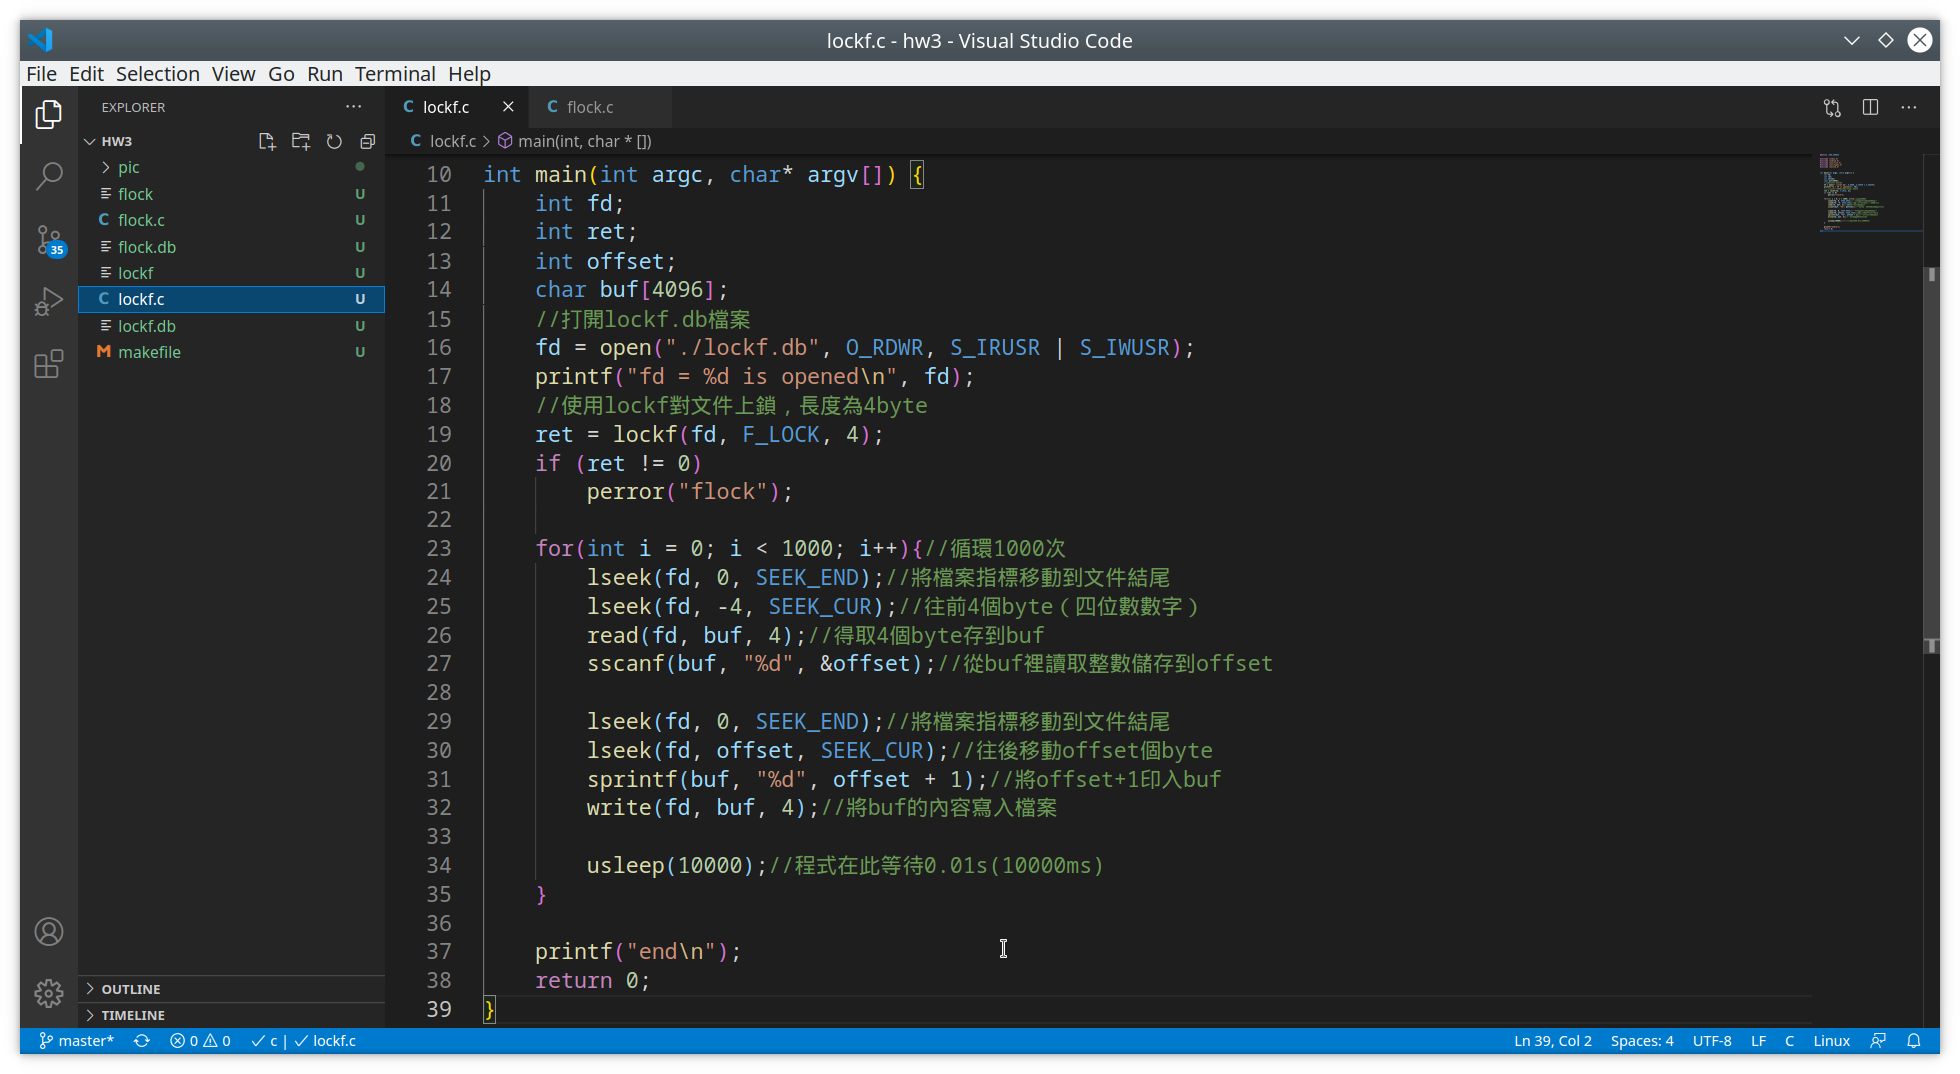 lockf.c - hw3 - Visual Studio Code
File Edit Selection View Go Run Terminal Help
EXPLORER
HW3
pic
flock U
flock.c U
flock.db U
lockf U
lockf.c U
lockf.db U
makefile U
35
OUTLINE
TIMELINE
lockf.c
flock.c
lockf.c > main(int, char * [])
10 int main(int argc, char* argv[]) {
11 int fd;
12 int ret;
13 int offset;
14 char buf[4096];
15 //打開lockf.db檔案
16 fd = open("./lockf.db", O_RDWR, S_IRUSR | S_IWUSR);
17 printf("fd = %d is opened\n", fd);
18 //使用lockf對文件上鎖，長度為4byte
19 ret = lockf(fd, F_LOCK, 4);
20 if (ret != 0)
21 perror("flock");
22
23 for(int i = 0; i < 1000; i++){//循環1000次
24 lseek(fd, 0, SEEK_END);//將檔案指標移動到文件結尾
25 lseek(fd, -4, SEEK_CUR);//往前4個byte（四位數數字）
26 read(fd, buf, 4);//得取4個byte存到buf
27 sscanf(buf, "%d", &offset);//從buf裡讀取整數儲存到offset
28
29 lseek(fd, 0, SEEK_END);//將檔案指標移動到文件結尾
30 lseek(fd, offset, SEEK_CUR);//往後移動offset個byte
31 sprintf(buf, "%d", offset + 1);//將offset+1印入buf
32 write(fd, buf, 4);//將buf的內容寫入檔案
33
34 usleep(10000);//程式在此等待0.01s(10000ms)
35 }
36
37 printf("end\n");
38 return 0;
39 }
master* 0 0 c | lockf.c Ln 39, Col 2 Spaces: 4 UTF-8 LF C Linux